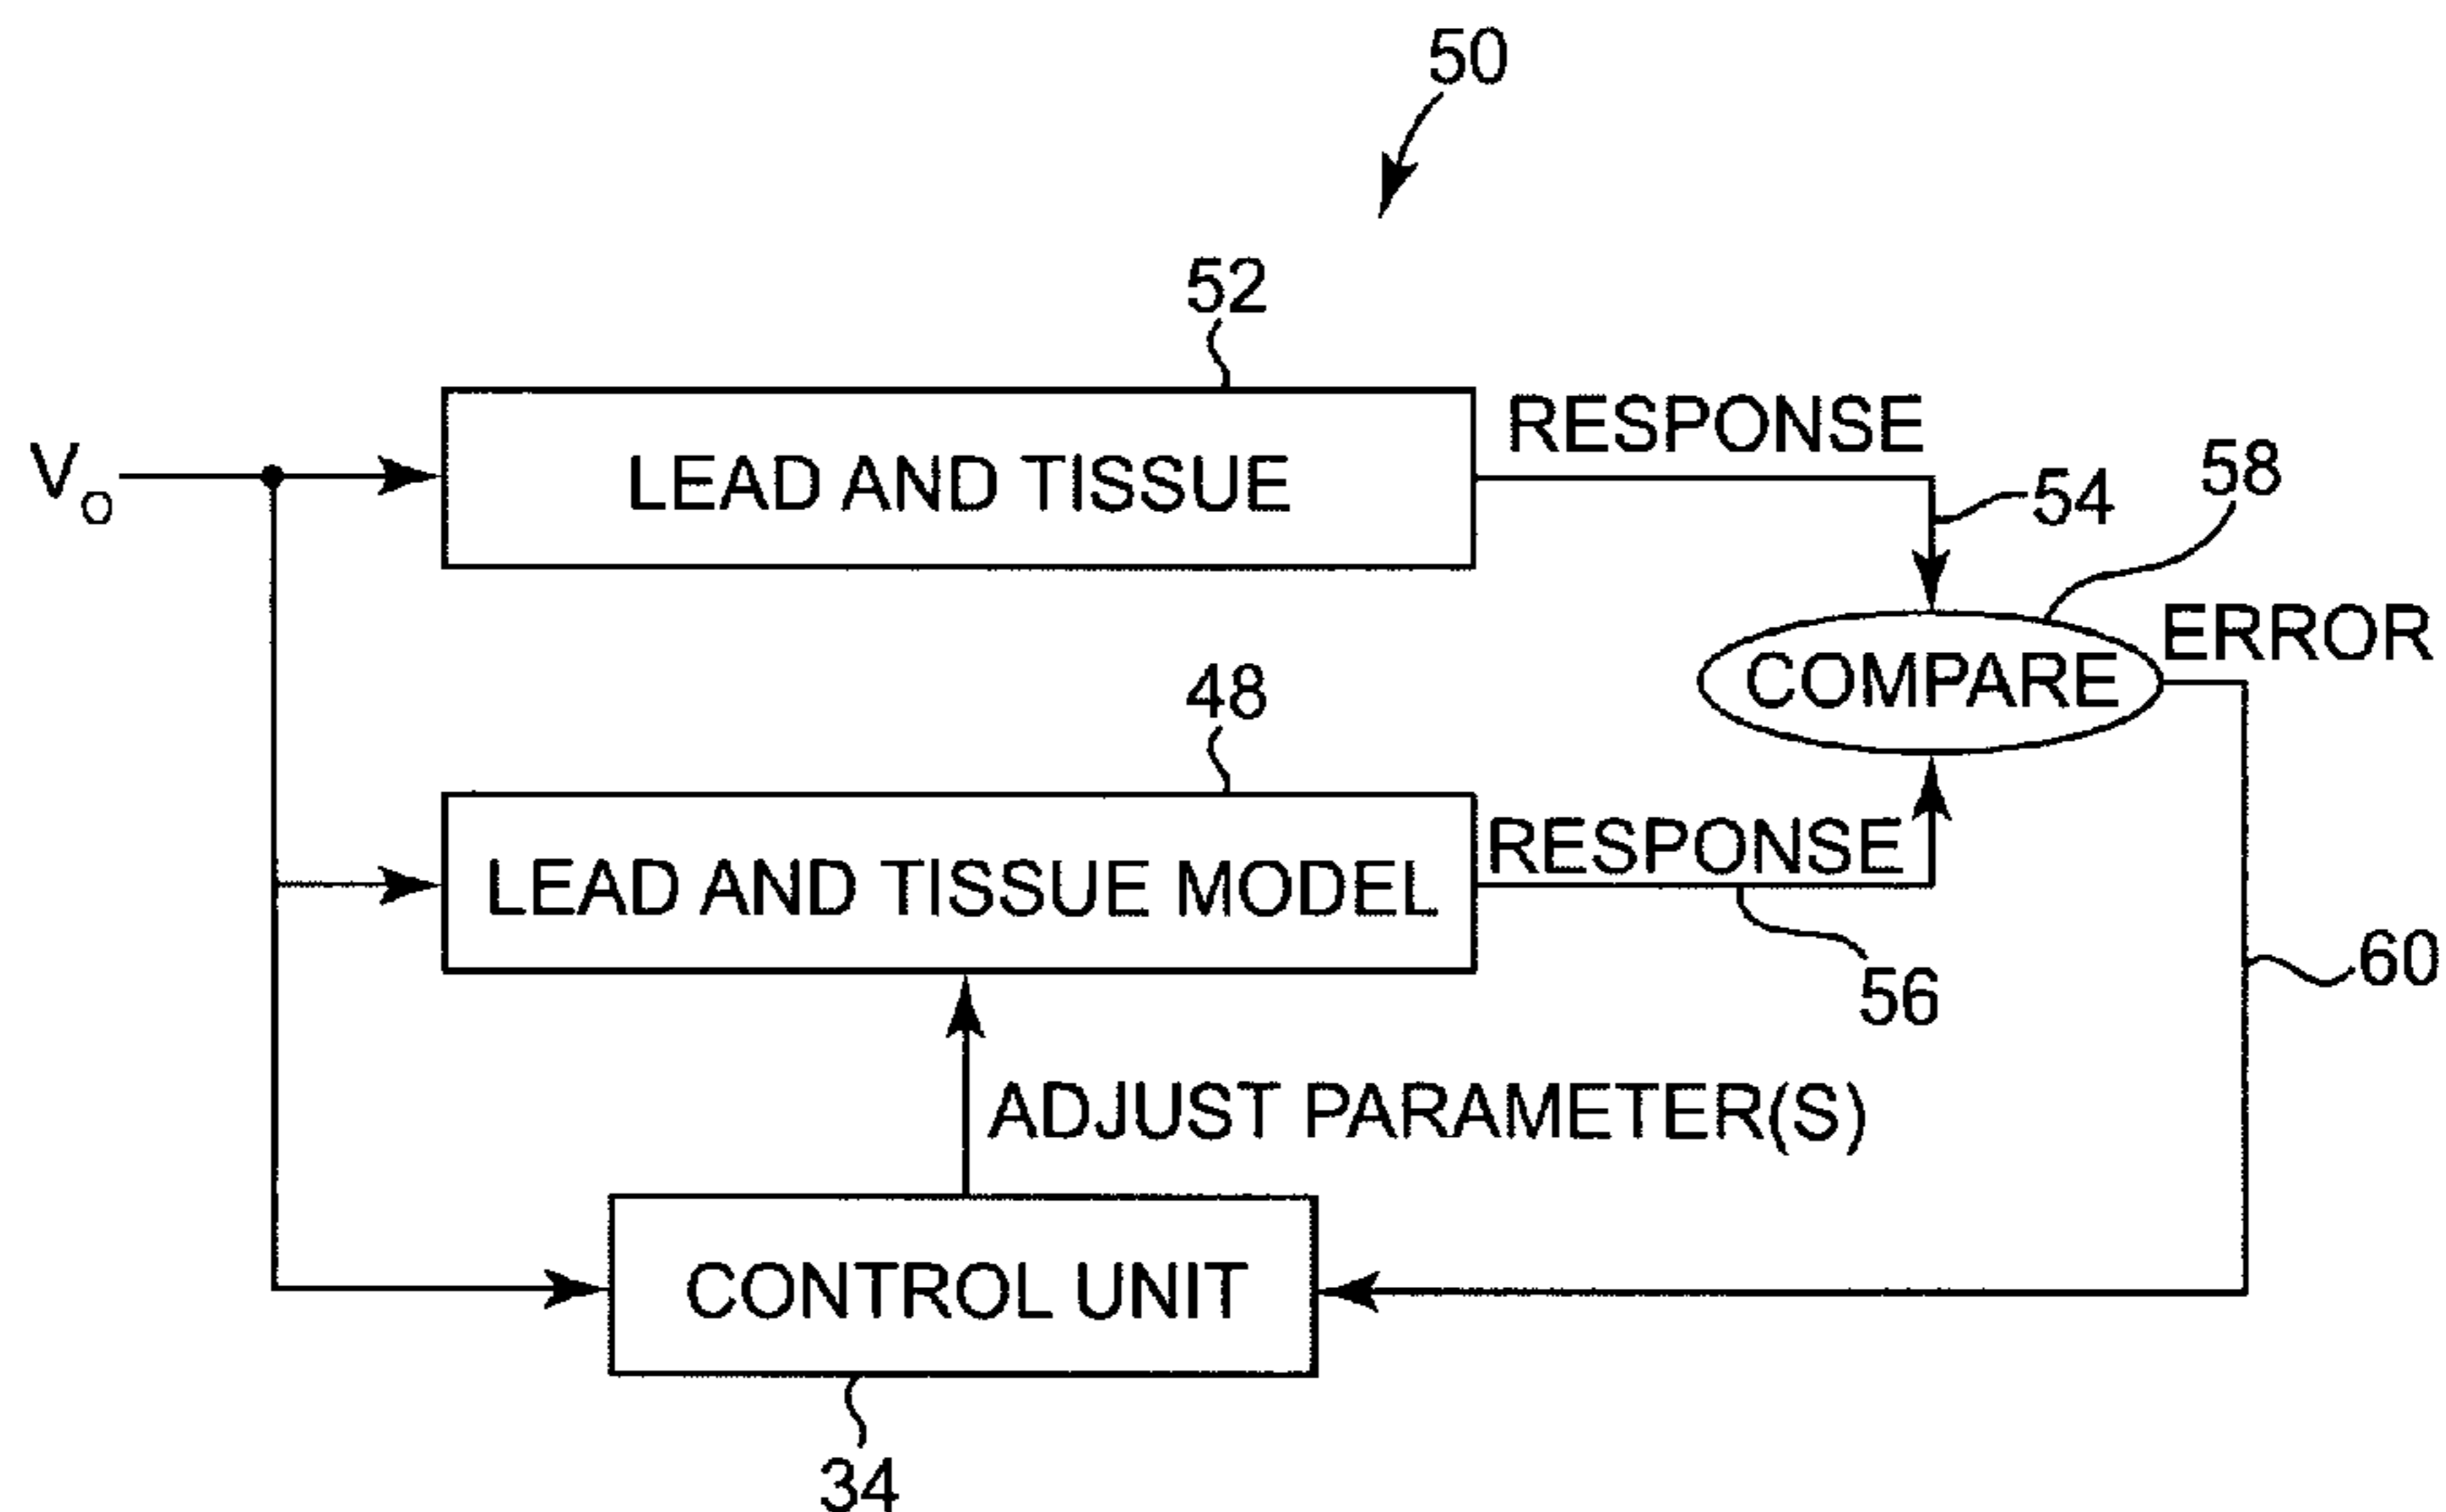 50
52
RESPONSE
58
V₀
LEAD AND TISSUE
54
ERROR
COMPARE
48
RESPONSE
LEAD AND TISSUE MODEL
60
56
ADJUST PARAMETER(S)
CONTROL UNIT
34